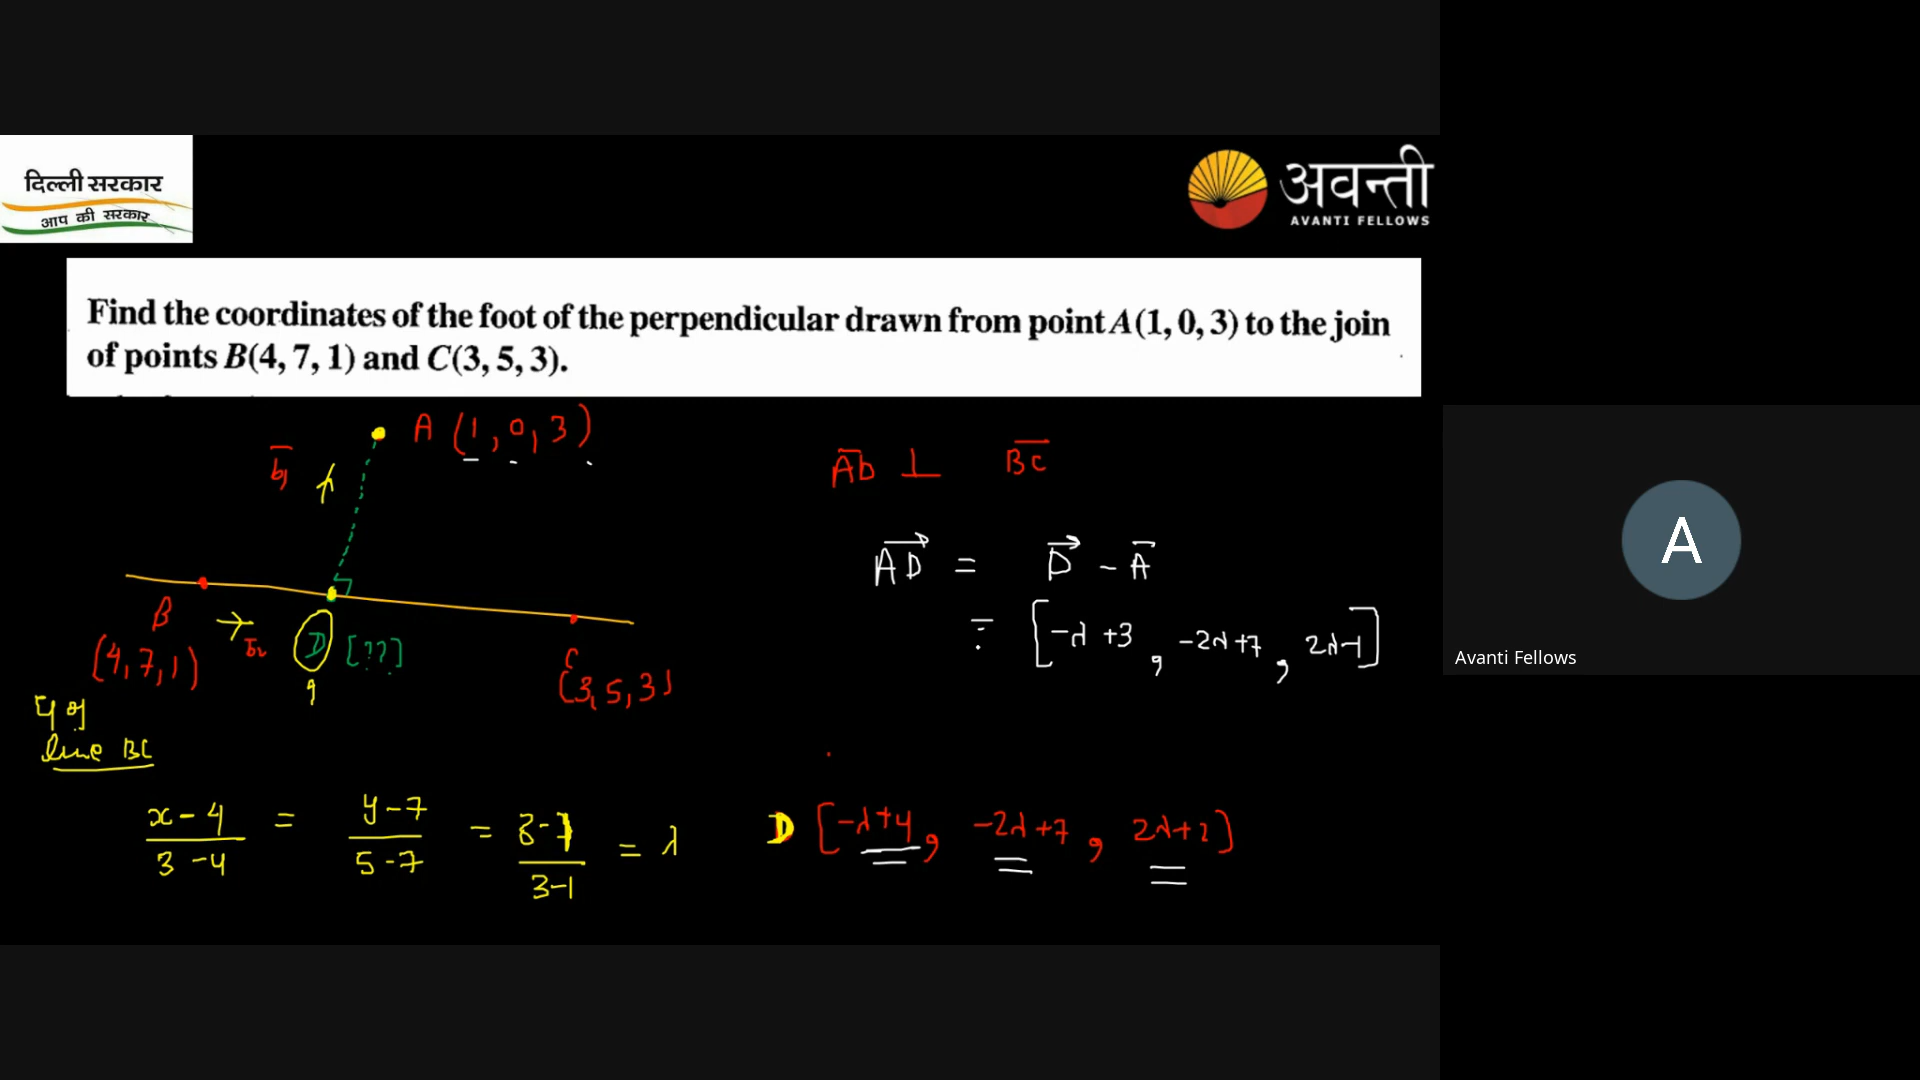 दिल्ली सरकार
आप की सरकार
अवन्ती
AVANTI FELLOWS
Find the coordinates of the foot of the perpendicular drawn from point A(1, 0, 3) to the join
of points B(4, 7, 1) and C(3, 5, 3).
A (1, 0, 3)
B
(4, 7, 1)
D [??]
C
(3, 5, 3)
line BC
x-4 / 3-4 = y-7 / 5-7 = 3-1 / 3-1 = λ
AD ⊥ BC
AD = D - A
= [-λ+3, -2λ+7, 2λ-1]
D [-λ+4, -2λ+7, 2λ+2]
A
Avanti Fellows